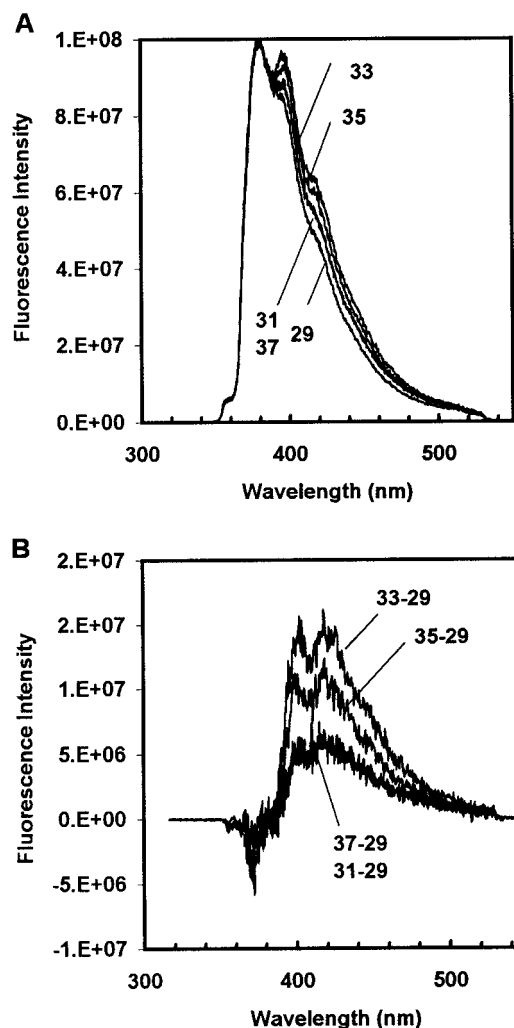 A
1.E+08
8.E+07
6.E+07
4.E+07
2.E+07
0.E+00
Fluorescence Intensity
33
35
31 29
37
300 400 500
Wavelength (nm)
B
2.E+07
2.E+07
1.E+07
5.E+06
0.E+00
-5.E+06
-1.E+07
Fluorescence Intensity
33-29
35-29
37-29
31-29
300 400 500
Wavelength (nm)